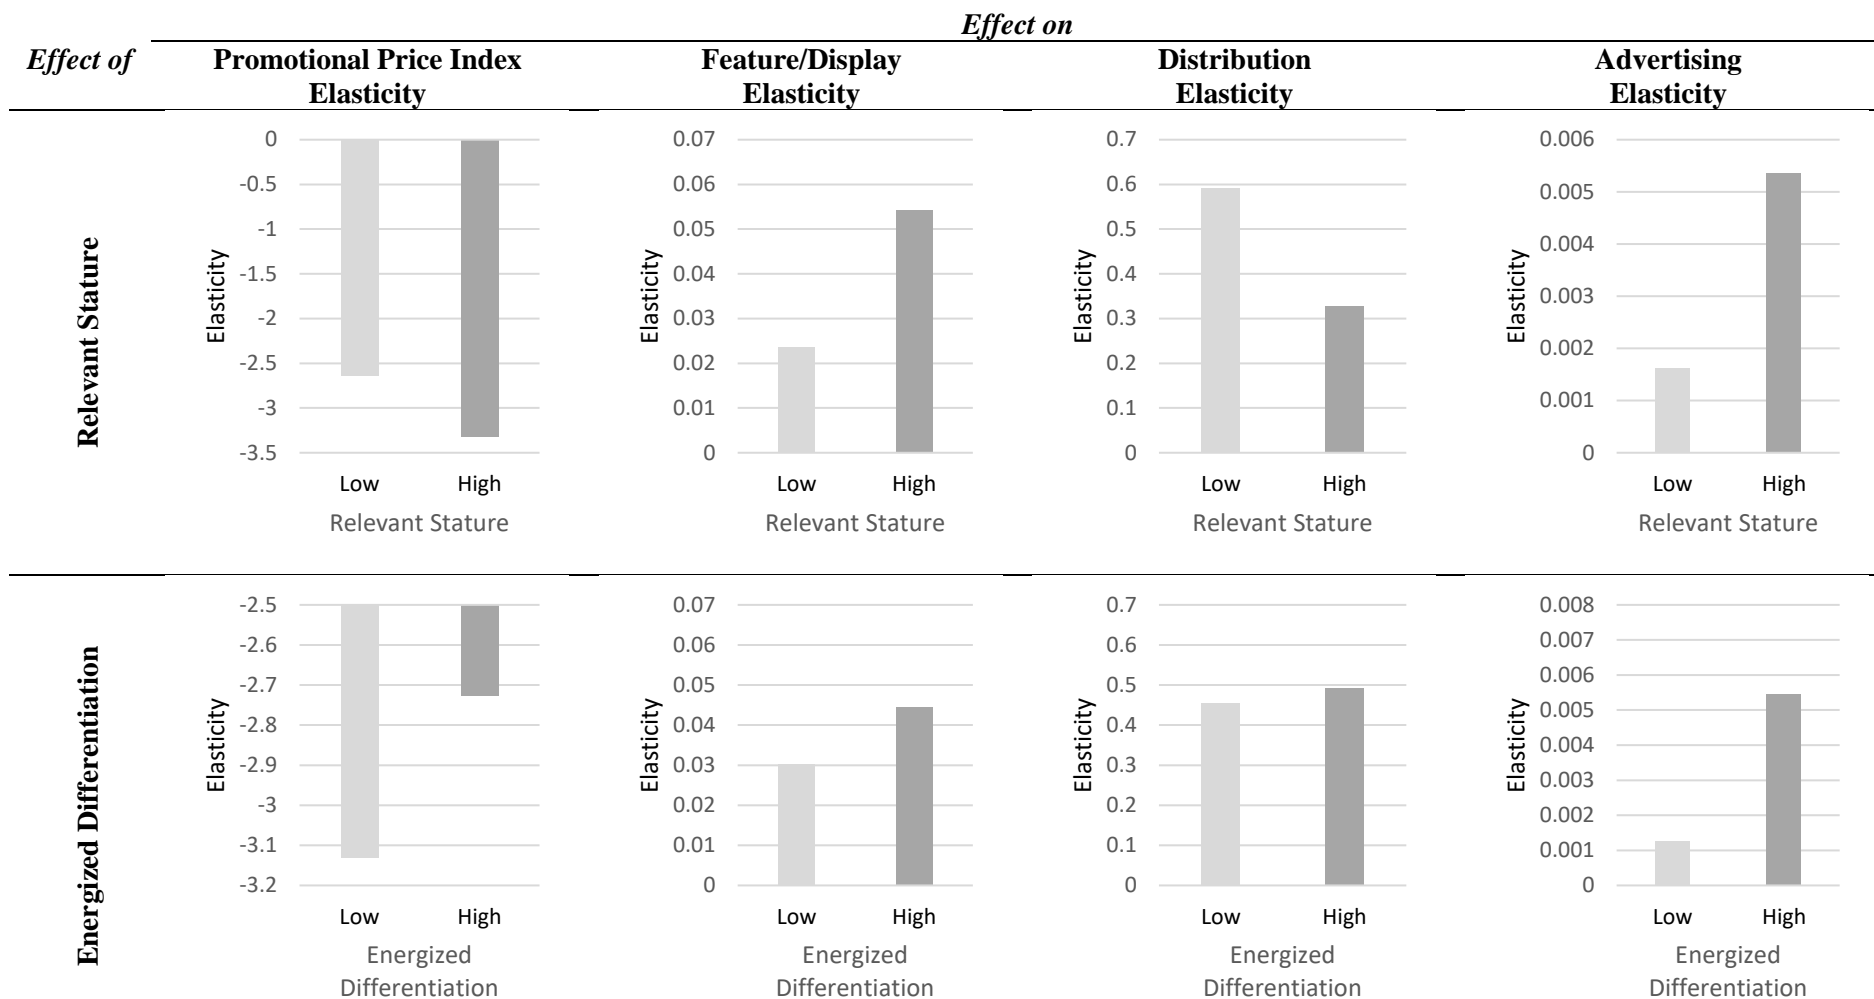 Effect on
Effect of
Promotional Price Index
Elasticity
Feature/Display
Elasticity
Distribution
Elasticity
Advertising
Elasticity
Relevant Stature
Elasticity
0
-0.5
-1
-1.5
-2
-2.5
-3
-3.5
Low High
Relevant Stature
Elasticity
0.07
0.06
0.05
0.04
0.03
0.02
0.01
0
Low High
Relevant Stature
Elasticity
0.7
0.6
0.5
0.4
0.3
0.2
0.1
0
Low High
Relevant Stature
Elasticity
0.006
0.005
0.004
0.003
0.002
0.001
0
Low High
Relevant Stature
Energized Differentiation
Elasticity
-2.5
-2.6
-2.7
-2.8
-2.9
-3
-3.1
-3.2
Low High
Energized
Differentiation
Elasticity
0.07
0.06
0.05
0.04
0.03
0.02
0.01
0
Low High
Energized
Differentiation
Elasticity
0.7
0.6
0.5
0.4
0.3
0.2
0.1
0
Low High
Energized
Differentiation
Elasticity
0.008
0.007
0.006
0.005
0.004
0.003
0.002
0.001
0
Low High
Energized
Differentiation